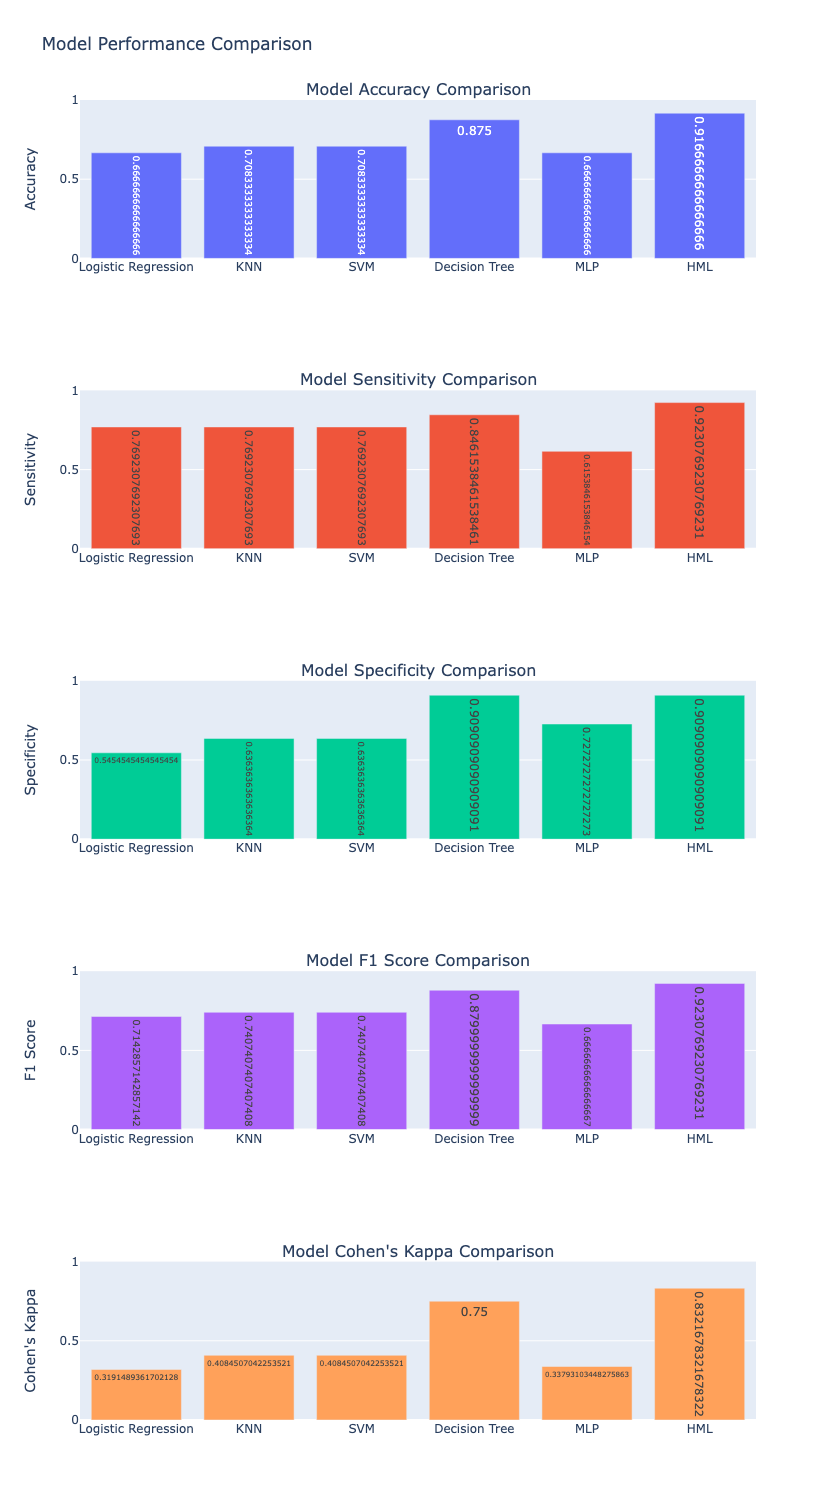 Model Performance Comparison
Model Accuracy Comparison
Accuracy
1
0.5
0
0.6666666666666666
0.7083333333333334
0.7083333333333334
0.875
0.6666666666666666
0.9166666666666666
Logistic Regression KNN SVM Decision Tree MLP HML
Model Sensitivity Comparison
Sensitivity
1
0.5
0
0.7692307692307693
0.7692307692307693
0.7692307692307693
0.8461538461538461
0.6153846153846154
0.9230769230769231
Logistic Regression KNN SVM Decision Tree MLP HML
Model Specificity Comparison
Specificity
1
0.5
0
0.5454545454545454
0.6363636363636364
0.6363636363636364
0.9090909090909091
0.7272727272727273
0.9090909090909091
Logistic Regression KNN SVM Decision Tree MLP HML
Model F1 Score Comparison
F1 Score
1
0.5
0
0.7142857142857142
0.7407407407407408
0.7407407407407408
0.8799999999999999
0.6666666666666667
0.9230769230769231
Logistic Regression KNN SVM Decision Tree MLP HML
Model Cohen's Kappa Comparison
Cohen's Kappa
1
0.5
0
0.3191489361702128
0.4084507042253521
0.4084507042253521
0.75
0.33793103448275863
0.8321678321678322
Logistic Regression KNN SVM Decision Tree MLP HML